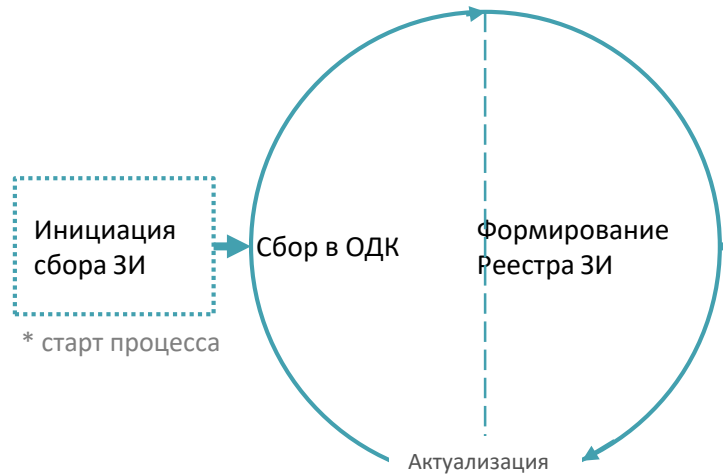 Инициация
сбора ЗИ
* старт процесса
Сбор в ОДК
Формирование
Реестра ЗИ
Актуализация